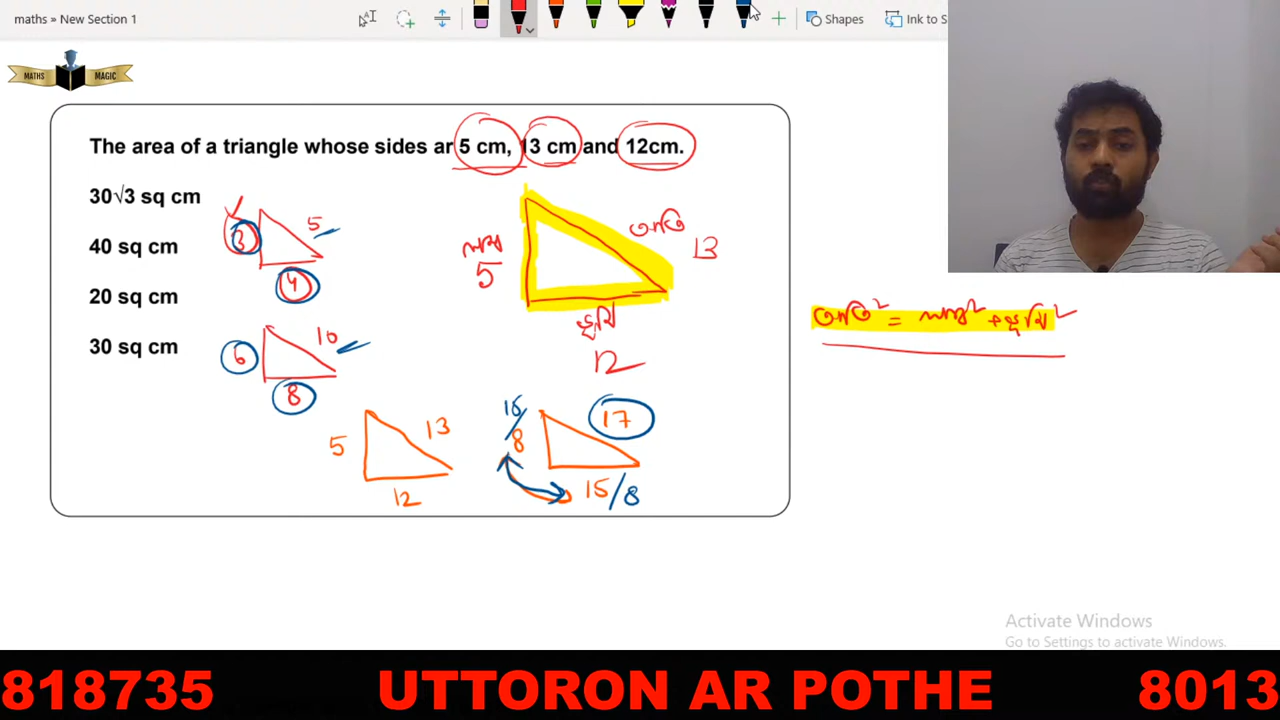 maths » New Section 1
Shapes
Ink to S
MATHS MAGIC
The area of a triangle whose sides ar 5 cm, 13 cm and 12cm.
30√3 sq cm
40 sq cm
20 sq cm
30 sq cm
3
5
4
6
10
8
লম্ব
5
অতি
13
ভূমি
12
অতি² = লম্ব² + ভূমি²
5
13
12
8
17
15/8
Activate Windows
Go to Settings to activate Windows.
818735 UTTORON AR POTHE 8013